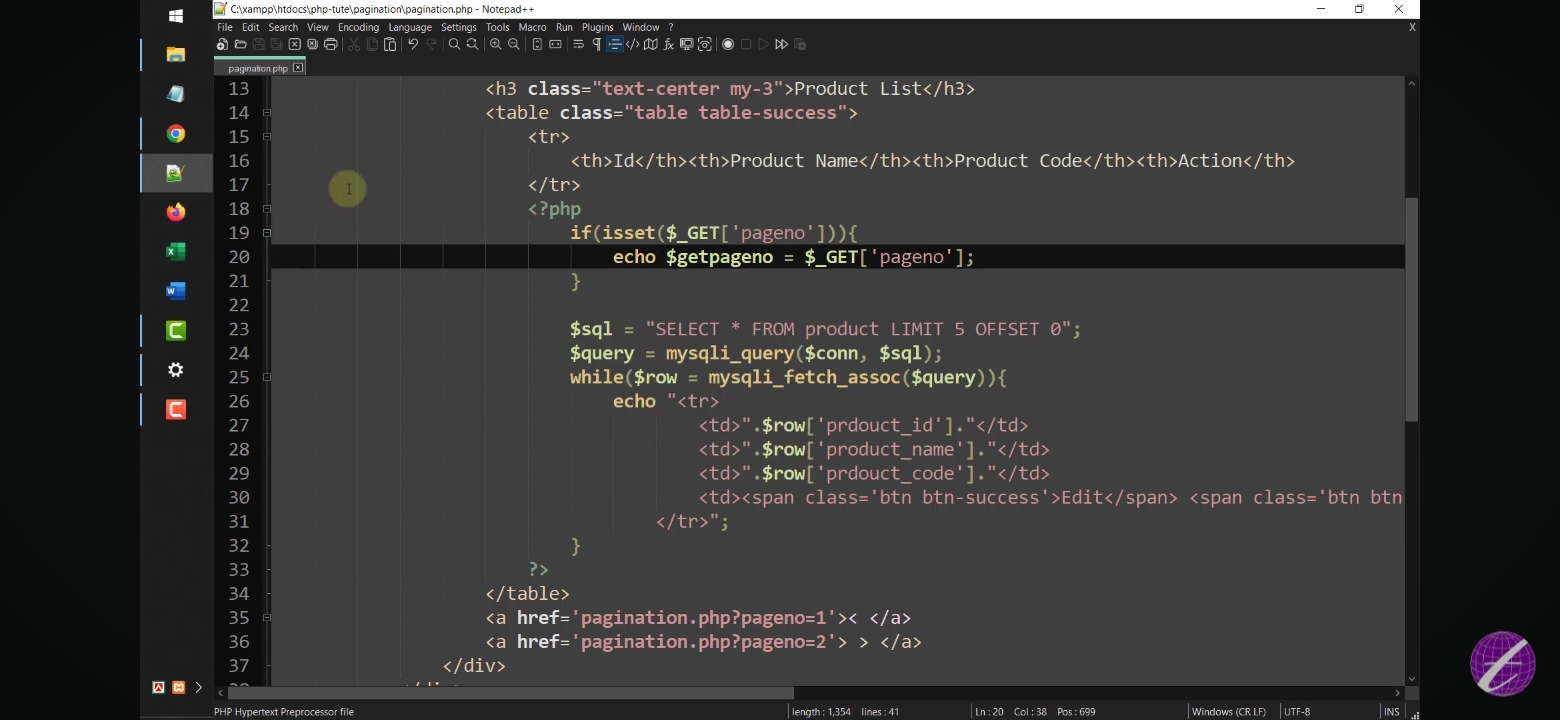 C:\xampp\htdocs\php-tute\pagination\pagination.php - Notepad++
File Edit Search View Encoding Language Settings Tools Macro Run Plugins Window ? X
pagination.php
13 <h3 class="text-center my-3">Product List</h3>
14 <table class="table table-success">
15 <tr>
16 <th>Id</th><th>Product Name</th><th>Product Code</th><th>Action</th>
17 </tr>
18 <?php
19 if(isset($_GET['pageno'])){
20 echo $getpageno = $_GET['pageno'];
21 }
22
23 $sql = "SELECT * FROM product LIMIT 5 OFFSET 0";
24 $query = mysqli_query($conn, $sql);
25 while($row = mysqli_fetch_assoc($query)){
26 echo "<tr>
27 <td>".$row['prdouct_id']."</td>
28 <td>".$row['product_name']."</td>
29 <td>".$row['prdouct_code']."</td>
30 <td><span class='btn btn-success'>Edit</span> <span class='btn btn
31 </tr>";
32 }
33 ?>
34 </table>
35 <a href='pagination.php?pageno=1'>< </a>
36 <a href='pagination.php?pageno=2'> > </a>
37 </div>
PHP Hypertext Preprocessor file length : 1,354 lines : 41 Ln : 20 Col : 38 Pos : 699 Windows (CR LF) UTF-8 INS